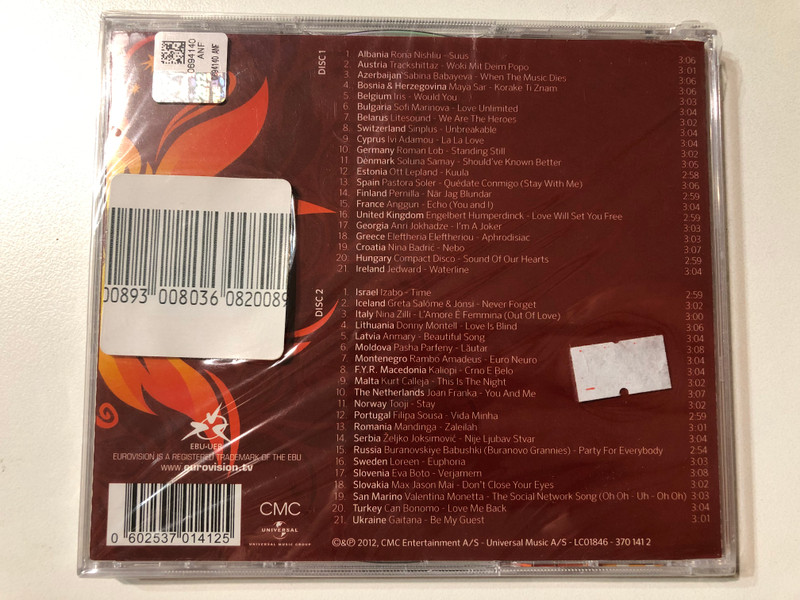 0694140
ANF
694140 ANF
DISC 1
1. Albania Rona Nishliu - Suus 3:06
2. Austria Trackshittaz - Woki Mit Deim Popo 3:01
3. Azerbaijan Sabina Babayeva - When The Music Dies 3:06
4. Bosnia & Herzegovina Maya Sar - Korake Ti Znam 3:06
5. Belgium Iris - Would You 3:03
6. Bulgaria Sofi Marinova - Love Unlimited 3:02
7. Belarus Litesound - We Are The Heroes 3:04
8. Switzerland Sinplus - Unbreakable 3:04
9. Cyprus Ivi Adamou - La La Love 3:04
10. Germany Roman Lob - Standing Still 3:02
11. Denmark Soluna Samay - Should've Known Better 3:05
12. Estonia Ott Lepland - Kuula 2:58
13. Spain Pastora Soler - Quédate Conmigo (Stay With Me) 3:06
14. Finland Pernilla - När Jag Blundar 2:59
15. France Anggun - Echo (You and I) 3:04
16. United Kingdom Engelbert Humperdinck - Love Will Set You Free 2:59
17. Georgia Anri Jokhadze - I'm A Joker 3:03
18. Greece Eleftheria Eleftheriou - Aphrodisiac 3:03
19. Croatia Nina Badrić - Nebo 3:07
20. Hungary Compact Disco - Sound Of Our Hearts 2:59
21. Ireland Jedward - Waterline 3:04
00893 008036 0820089
DISC 2
1. Israel Izabo - Time 2:59
2. Iceland Greta Salóme & Jónsi - Never Forget 3:02
3. Italy Nina Zilli - L'Amore È Femmina (Out Of Love) 3:00
4. Lithuania Donny Montell - Love Is Blind 3:06
5. Latvia Anmary - Beautiful Song 3:04
6. Moldova Pasha Parfeny - Lăutar 3:08
7. Montenegro Rambo Amadeus - Euro Neuro 3:04
8. F.Y.R. Macedonia Kaliopi - Crno E Belo 3:04
9. Malta Kurt Calleja - This Is The Night 3:02
10. The Netherlands Joan Franka - You And Me 3:07
11. Norway Tooji - Stay 3:02
12. Portugal Filipa Sousa - Vida Minha 2:59
13. Romania Mandinga - Zaleilah 3:02
14. Serbia Željko Joksimović - Nije Ljubav Stvar 3:04
15. Russia Buranovskiye Babushki (Buranovo Grannies) - Party For Everybody 2:54
16. Sweden Loreen - Euphoria 3:03
17. Slovenia Eva Boto - Verjamem 3:08
18. Slovakia Max Jason Mai - Don't Close Your Eyes 3:02
19. San Marino Valentina Monetta - The Social Network Song (Oh Oh - Uh - Oh Oh) 3:03
20. Turkey Can Bonomo - Love Me Back 3:04
21. Ukraine Gaitana - Be My Guest 3:01
EBU·UER
EUROVISION IS A REGISTERED TRADEMARK OF THE EBU
www.eurovision.tv
0 602537 014125
CMC
UNIVERSAL
UNIVERSAL MUSIC GROUP
©&℗ 2012, CMC Entertainment A/S - Universal Music A/S - LC01846 - 370 141 2